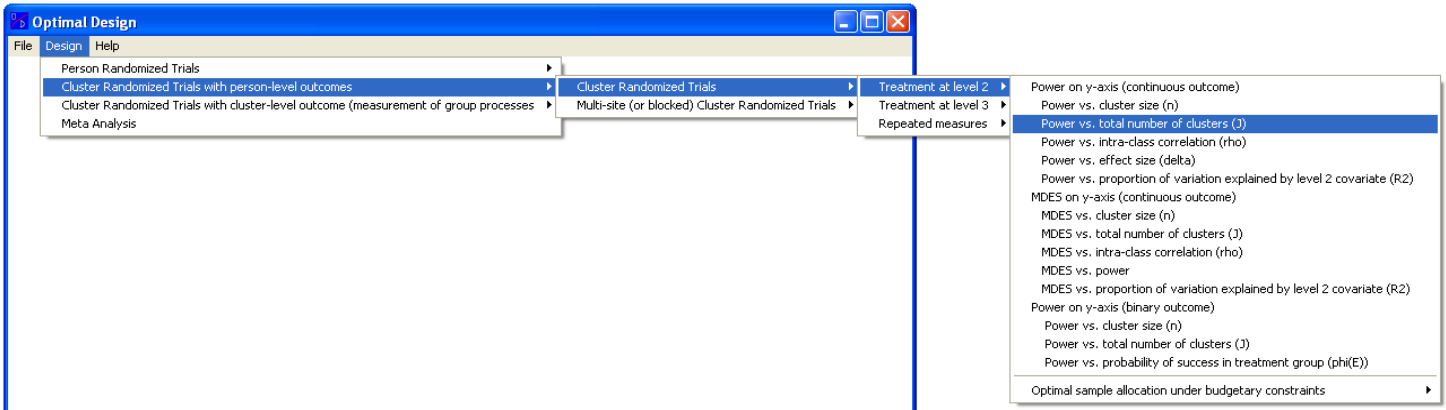 Optimal Design
File Design Help
Person Randomized Trials
Cluster Randomized Trials with person-level outcomes
Cluster Randomized Trials with cluster-level outcome (measurement of group processes
Meta Analysis
Cluster Randomized Trials
Multi-site (or blocked) Cluster Randomized Trials
Treatment at level 2
Treatment at level 3
Repeated measures
Power on y-axis (continuous outcome)
Power vs. cluster size (n)
Power vs. total number of clusters (J)
Power vs. intra-class correlation (rho)
Power vs. effect size (delta)
Power vs. proportion of variation explained by level 2 covariate (R2)
MDES on y-axis (continuous outcome)
MDES vs. cluster size (n)
MDES vs. total number of clusters (J)
MDES vs. intra-class correlation (rho)
MDES vs. power
MDES vs. proportion of variation explained by level 2 covariate (R2)
Power on y-axis (binary outcome)
Power vs. cluster size (n)
Power vs. total number of clusters (J)
Power vs. probability of success in treatment group (phi(E))
Optimal sample allocation under budgetary constraints